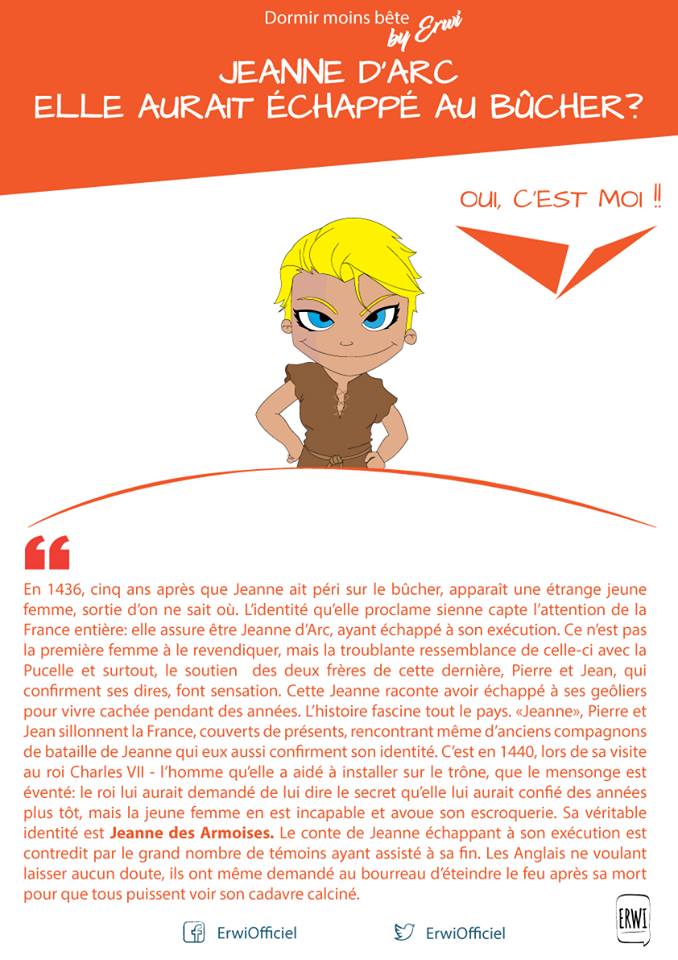 Dormir moins bête
by Erwi
JEANNE D'ARC
ELLE AURAIT ÉCHAPPÉ AU BÛCHER?
OUI, C'EST MOI !!
“
En 1436, cinq ans après que Jeanne ait péri sur le bûcher, apparaît une étrange jeune
femme, sortie d'on ne sait où. L'identité qu'elle proclame sienne capte l'attention de la
France entière: elle assure être Jeanne d'Arc, ayant échappé à son exécution. Ce n'est pas
la première femme à le revendiquer, mais la troublante ressemblance de celle-ci avec la
Pucelle et surtout, le soutien des deux frères de cette dernière, Pierre et Jean, qui
confirment ses dires, font sensation. Cette Jeanne raconte avoir échappé à ses geôliers
pour vivre cachée pendant des années. L'histoire fascine tout le pays. «Jeanne», Pierre et
Jean sillonnent la France, couverts de présents, rencontrant même d'anciens compagnons
de bataille de Jeanne qui eux aussi confirment son identité. C'est en 1440, lors de sa visite
au roi Charles VII - l'homme qu'elle a aidé à installer sur le trône, que le mensonge est
éventé: le roi lui aurait demandé de lui dire le secret qu'elle lui aurait confié des années
plus tôt, mais la jeune femme en est incapable et avoue son escroquerie. Sa véritable
identité est Jeanne des Armoises. Le conte de Jeanne échappant à son exécution est
contredit par le grand nombre de témoins ayant assisté à sa fin. Les Anglais ne voulant
laisser aucun doute, ils ont même demandé au bourreau d'éteindre le feu après sa mort
pour que tous puissent voir son cadavre calciné.
ErwiOfficiel
ErwiOfficiel
ERWI